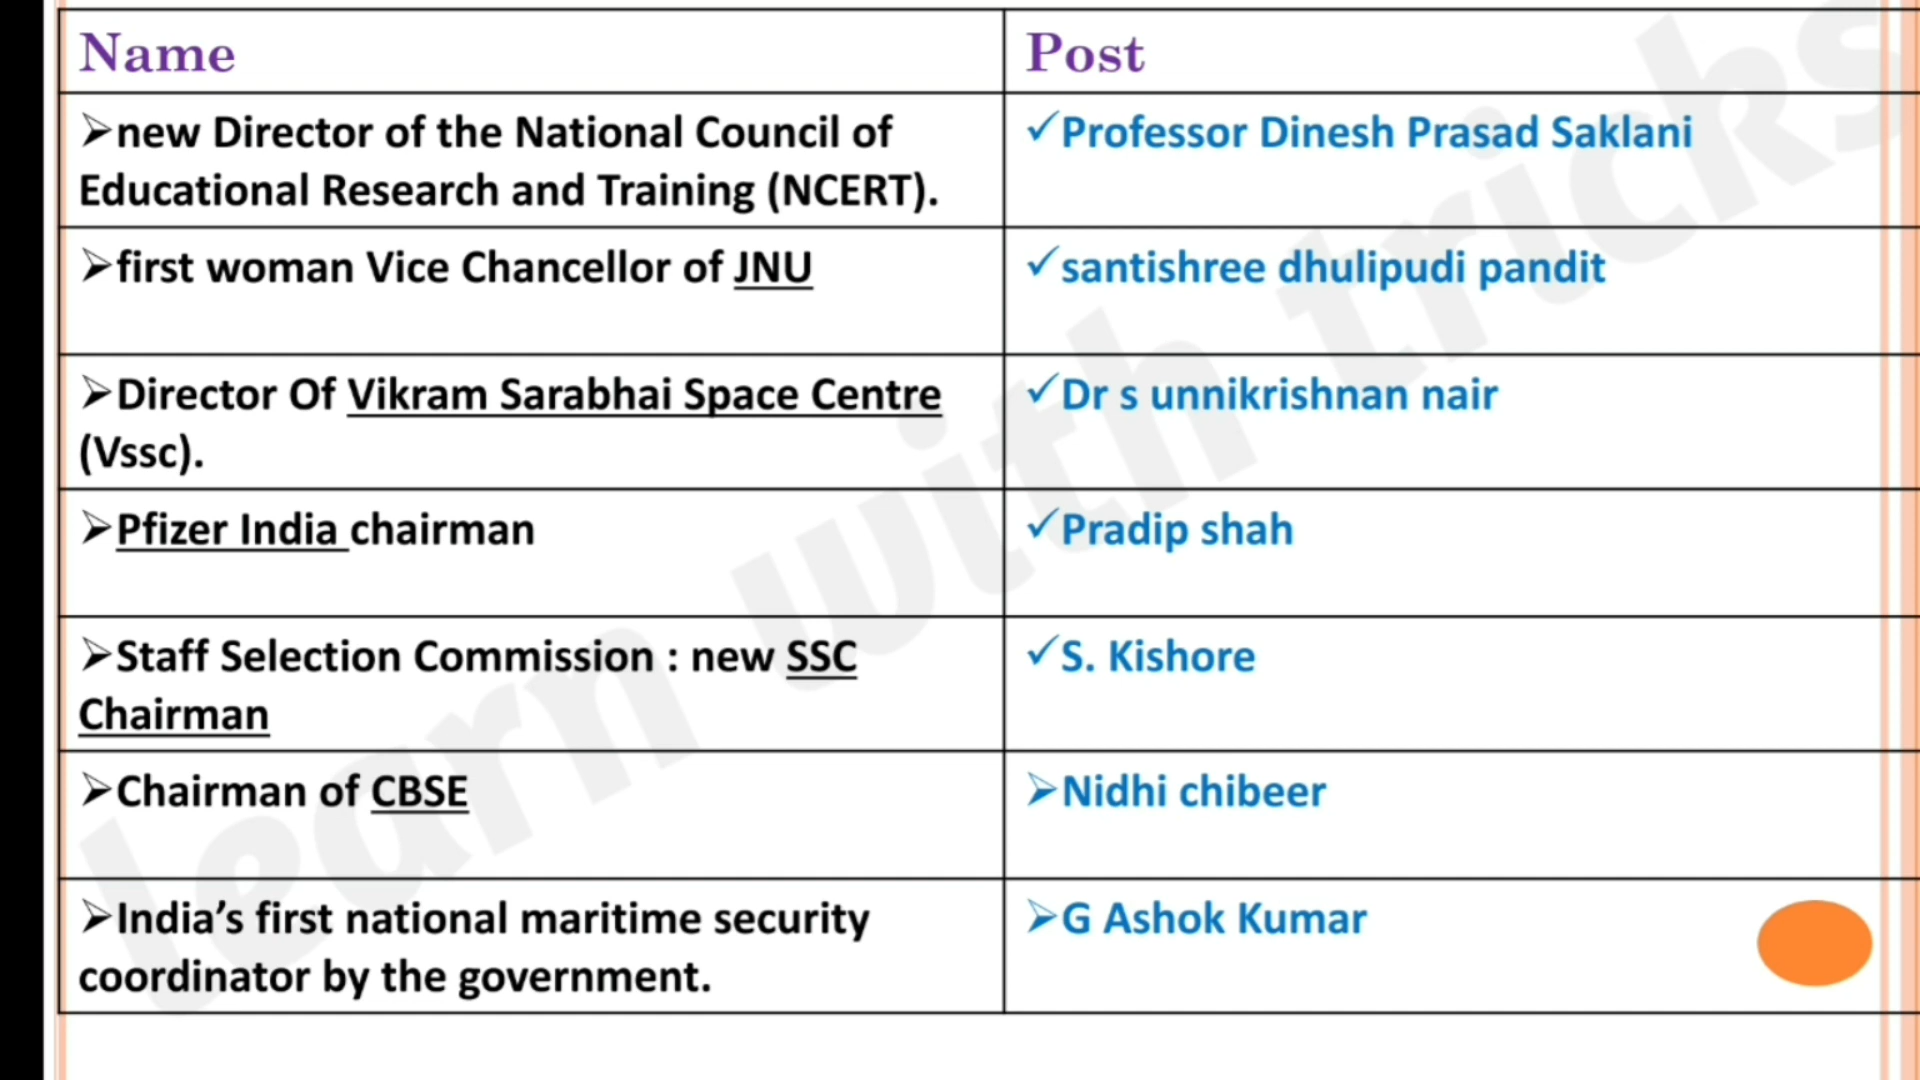 Name
Post
➢new Director of the National Council of
Educational Research and Training (NCERT).
✓Professor Dinesh Prasad Saklani
➢first woman Vice Chancellor of JNU
✓santishree dhulipudi pandit
➢Director Of Vikram Sarabhai Space Centre
(Vssc).
✓Dr s unnikrishnan nair
➢Pfizer India chairman
✓Pradip shah
➢Staff Selection Commission : new SSC
Chairman
✓S. Kishore
➢Chairman of CBSE
➢Nidhi chibeer
➢India’s first national maritime security
coordinator by the government.
➢G Ashok Kumar
learn with tricks